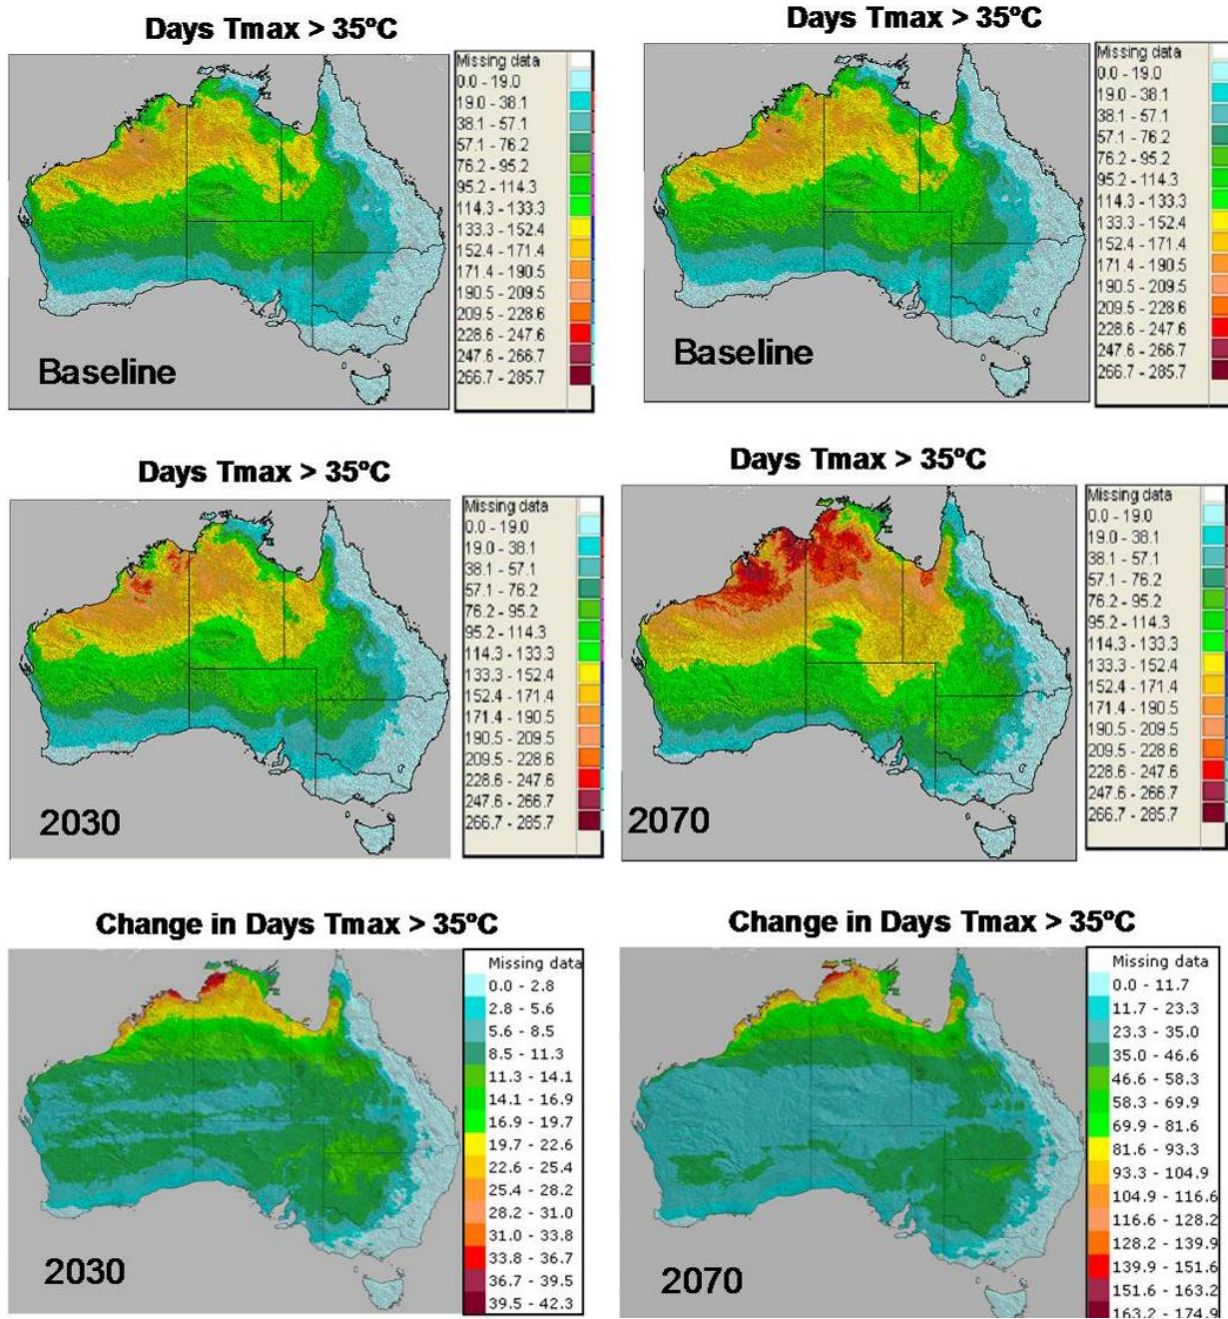 Days Tmax > 35ºC
Missing data
0.0 - 19.0
19.0 - 38.1
38.1 - 57.1
57.1 - 76.2
76.2 - 95.2
95.2 - 114.3
114.3 - 133.3
133.3 - 152.4
152.4 - 171.4
171.4 - 190.5
190.5 - 209.5
209.5 - 228.6
228.6 - 247.6
247.6 - 266.7
266.7 - 285.7
Baseline
Days Tmax > 35ºC
Missing data
0.0 - 19.0
19.0 - 38.1
38.1 - 57.1
57.1 - 76.2
76.2 - 95.2
95.2 - 114.3
114.3 - 133.3
133.3 - 152.4
152.4 - 171.4
171.4 - 190.5
190.5 - 209.5
209.5 - 228.6
228.6 - 247.6
247.6 - 266.7
266.7 - 285.7
Baseline
Days Tmax > 35ºC
Missing data
0.0 - 19.0
19.0 - 38.1
38.1 - 57.1
57.1 - 76.2
76.2 - 95.2
95.2 - 114.3
114.3 - 133.3
133.3 - 152.4
152.4 - 171.4
171.4 - 190.5
190.5 - 209.5
209.5 - 228.6
228.6 - 247.6
247.6 - 266.7
266.7 - 285.7
2030
Days Tmax > 35ºC
Missing data
0.0 - 19.0
19.0 - 38.1
38.1 - 57.1
57.1 - 76.2
76.2 - 95.2
95.2 - 114.3
114.3 - 133.3
133.3 - 152.4
152.4 - 171.4
171.4 - 190.5
190.5 - 209.5
209.5 - 228.6
228.6 - 247.6
247.6 - 266.7
266.7 - 285.7
2070
Change in Days Tmax > 35ºC
Missing data
0.0 - 2.8
2.8 - 5.6
5.6 - 8.5
8.5 - 11.3
11.3 - 14.1
14.1 - 16.9
16.9 - 19.7
19.7 - 22.6
22.6 - 25.4
25.4 - 28.2
28.2 - 31.0
31.0 - 33.8
33.8 - 36.7
36.7 - 39.5
39.5 - 42.3
2030
Change in Days Tmax > 35ºC
Missing data
0.0 - 11.7
11.7 - 23.3
23.3 - 35.0
35.0 - 46.6
46.6 - 58.3
58.3 - 69.9
69.9 - 81.6
81.6 - 93.3
93.3 - 104.9
104.9 - 116.6
116.6 - 128.2
128.2 - 139.9
139.9 - 151.6
151.6 - 163.2
163.2 - 174.9
2070